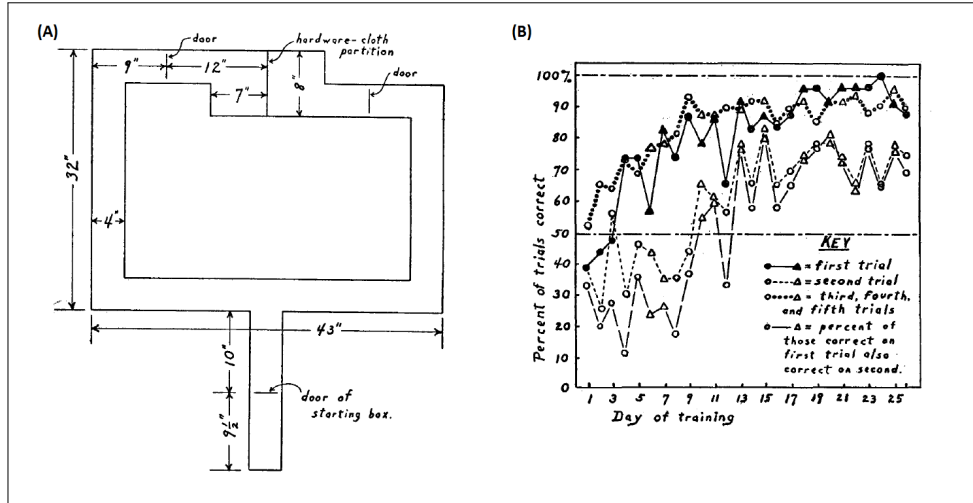 (A)
door
hardware-cloth
partition
9"
12"
8"
door
7"
32"
4"
43"
10"
door of
starting box.
9½"
(B)
100%
90
80
70
60
50
40
30
20
10
0
Percent of trials correct
KEY
= first trial
= second trial
= third, fourth,
and fifth trials
= percent of
those correct on
first trial also
correct on second.
1 3 5 7 9 11 13 15 17 19 21 23 25
Day of training